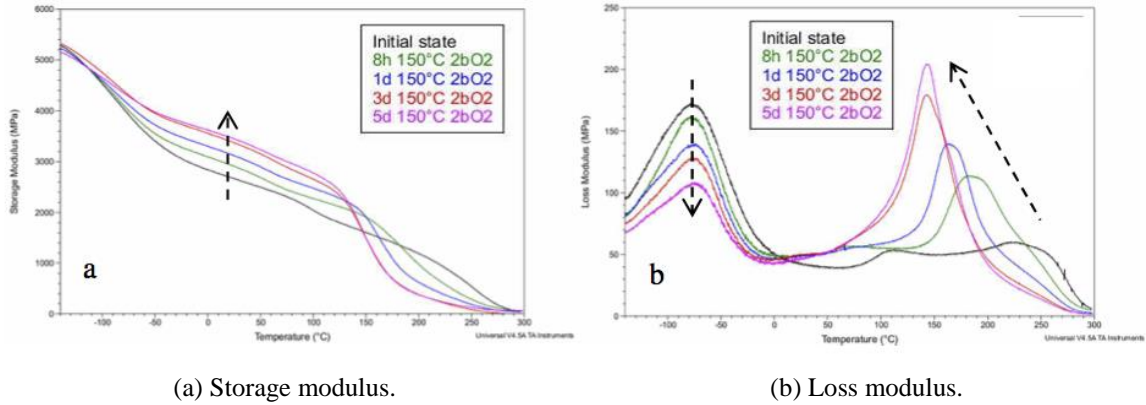 6000
5000
4000
3000
2000
1000
0
Storage Modulus (MPa)
Initial state
8h 150°C 2bO2
1d 150°C 2bO2
3d 150°C 2bO2
5d 150°C 2bO2
a
-100 -50 0 50 100 150 200 250 300
Temperature (°C)
Universal V4.5A TA Instruments
250
200
150
100
50
0
Loss Modulus (MPa)
Initial state
8h 150°C 2bO2
1d 150°C 2bO2
3d 150°C 2bO2
5d 150°C 2bO2
b
-100 -50 0 50 100 150 200 250 300
Temperature (°C)
Universal V4.5A TA Instruments
(a) Storage modulus.
(b) Loss modulus.